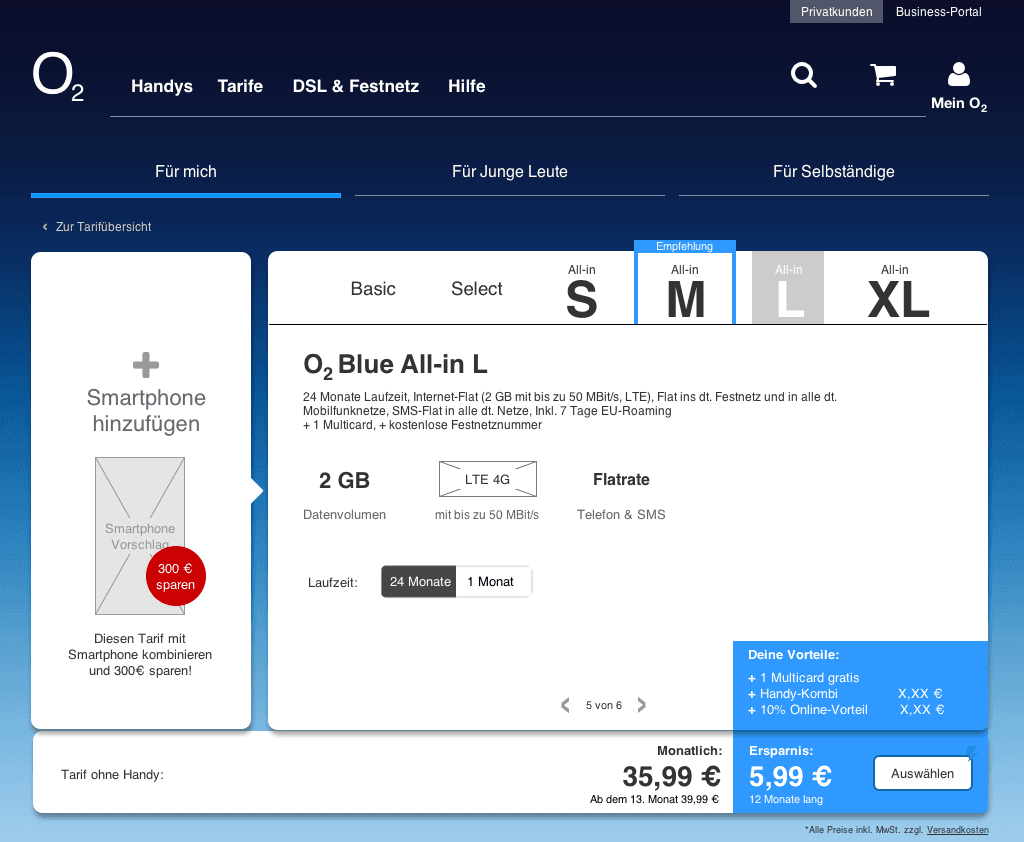 Privatkunden Business-Portal
O2
Handys Tarife DSL & Festnetz Hilfe
Mein O2
Für mich Für Junge Leute Für Selbständige
‹ Zur Tarifübersicht
Empfehlung
Basic Select All-in S All-in M All-in L All-in XL
+
Smartphone
hinzufügen
Smartphone
Vorschlag
300 €
sparen
Diesen Tarif mit
Smartphone kombinieren
und 300€ sparen!
O2 Blue All-in L
24 Monate Laufzeit, Internet-Flat (2 GB mit bis zu 50 MBit/s, LTE), Flat ins dt. Festnetz und in alle dt.
Mobilfunknetze, SMS-Flat in alle dt. Netze, Inkl. 7 Tage EU-Roaming
+ 1 Multicard, + kostenlose Festnetznummer
2 GB LTE 4G Flatrate
Datenvolumen mit bis zu 50 MBit/s Telefon & SMS
Laufzeit: 24 Monate 1 Monat
‹ 5 von 6 ›
Deine Vorteile:
+ 1 Multicard gratis
+ Handy-Kombi X,XX €
+ 10% Online-Vorteil X,XX €
Tarif ohne Handy:
Monatlich:
35,99 €
Ab dem 13. Monat 39,99 €
Ersparnis:
5,99 €
12 Monate lang
Auswählen
*Alle Preise inkl. MwSt. zzgl. Versandkosten